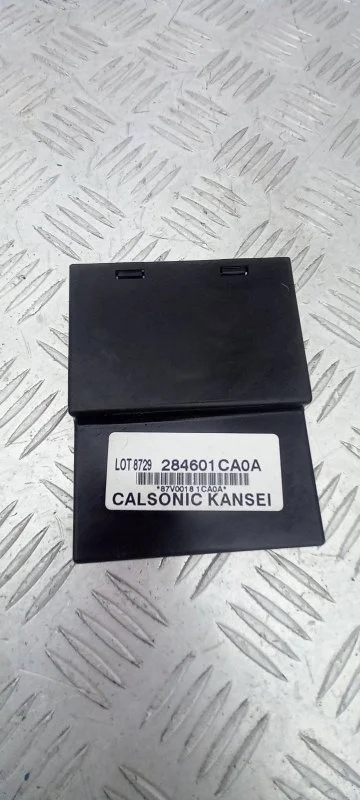 LOT 8729 284601CA0A
*87V0018 1CA0A*
CALSONIC KANSEI